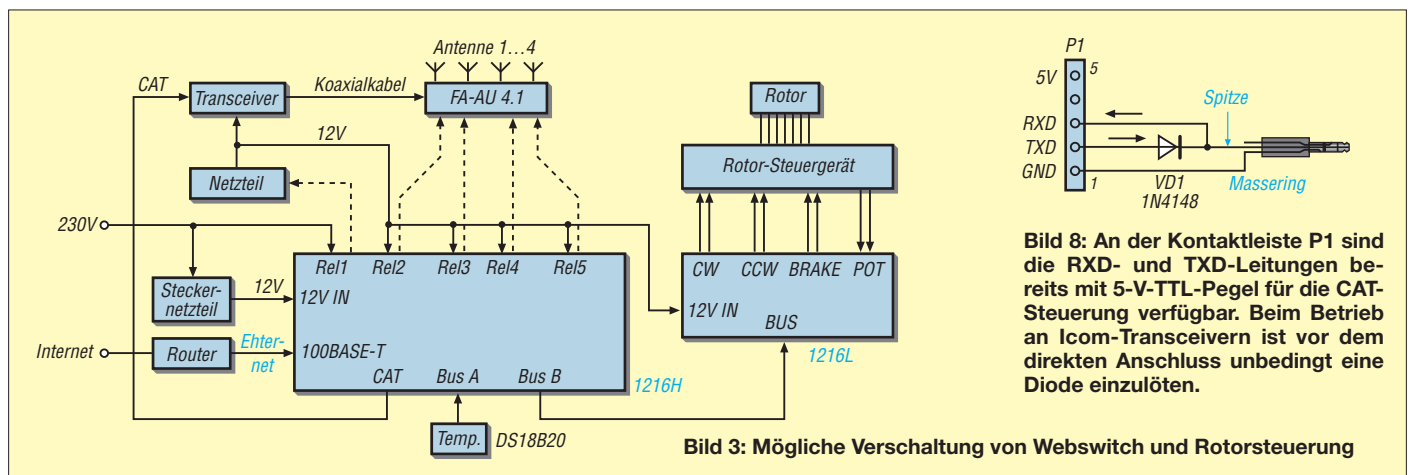 Antenne 1…4
CAT
Koaxialkabel
Transceiver
FA-AU 4.1
12V
Netzteil
230V
Rel1 Rel2 Rel3 Rel4 Rel5
Stecker-
netzteil
12V
12V IN
Internet
Router
Ehter-
net
100BASE-T
CAT
Bus A
Bus B
1216H
Temp.
DS18B20
Rotor
Rotor-Steuergerät
CW CCW BRAKE POT
12V IN
BUS
1216L
Bild 3: Mögliche Verschaltung von Webswitch und Rotorsteuerung
P1
5V
5
Spitze
RXD
TXD
GND
1
VD1
1N4148
Massering
Bild 8: An der Kontaktleiste P1 sind
die RXD- und TXD-Leitungen be-
reits mit 5-V-TTL-Pegel für die CAT-
Steuerung verfügbar. Beim Betrieb
an Icom-Transceivern ist vor dem
direkten Anschluss unbedingt eine
Diode einzulöten.